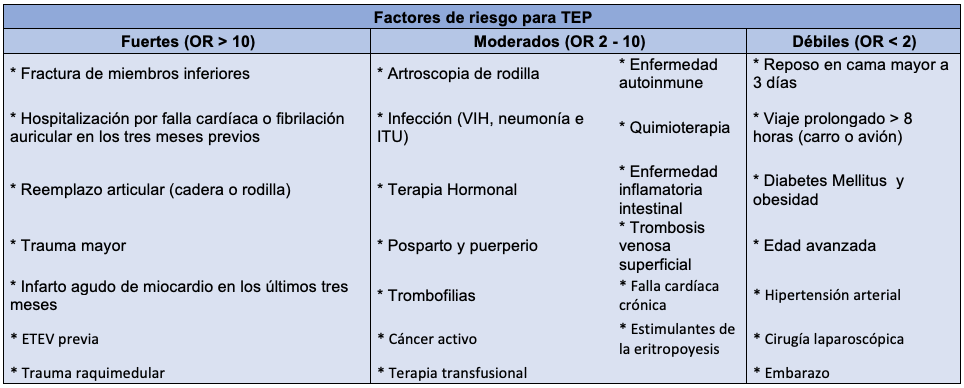 Factores de riesgo para TEP
Fuertes (OR > 10)
Moderados (OR 2 - 10)
Débiles (OR < 2)
* Fractura de miembros inferiores
* Artroscopia de rodilla
* Enfermedad
autoinmune
* Reposo en cama mayor a
3 días
* Hospitalización por falla cardíaca o fibrilación
auricular en los tres meses previos
* Infección (VIH, neumonía e
ITU)
* Quimioterapia
* Viaje prolongado > 8
horas (carro o avión)
* Reemplazo articular (cadera o rodilla)
* Terapia Hormonal
* Enfermedad
inflamatoria
intestinal
* Diabetes Mellitus y
obesidad
* Trauma mayor
* Posparto y puerperio
* Trombosis
venosa
superficial
* Edad avanzada
* Infarto agudo de miocardio en los últimos tres
meses
* Trombofilias
* Falla cardíaca
crónica
* Hipertensión arterial
* ETEV previa
* Cáncer activo
* Estimulantes de
la eritropoyesis
* Cirugía laparoscópica
* Trauma raquimedular
* Terapia transfusional
* Embarazo